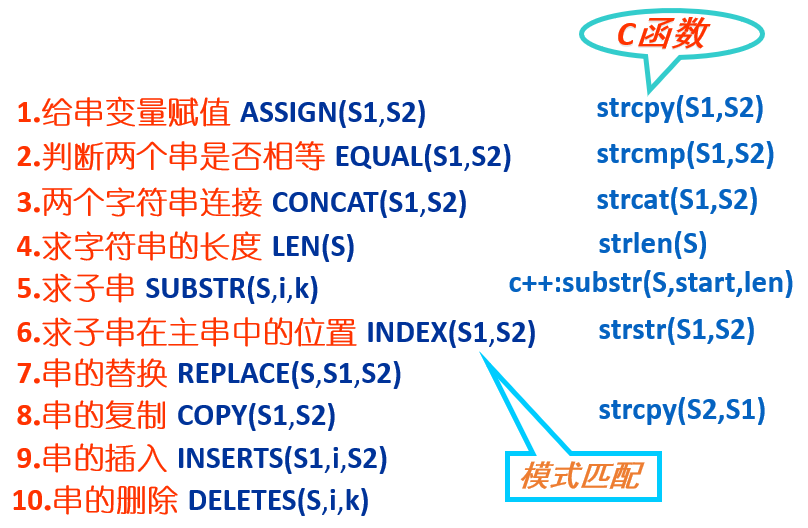 C函数
1.给串变量赋值 ASSIGN(S1,S2) strcpy(S1,S2)
2.判断两个串是否相等 EQUAL(S1,S2) strcmp(S1,S2)
3.两个字符串连接 CONCAT(S1,S2) strcat(S1,S2)
4.求字符串的长度 LEN(S) strlen(S)
5.求子串 SUBSTR(S,i,k) c++:substr(S,start,len)
6.求子串在主串中的位置 INDEX(S1,S2) strstr(S1,S2)
7.串的替换 REPLACE(S,S1,S2)
8.串的复制 COPY(S1,S2) strcpy(S2,S1)
9.串的插入 INSERTS(S1,i,S2)
模式匹配
10.串的删除 DELETES(S,i,k)